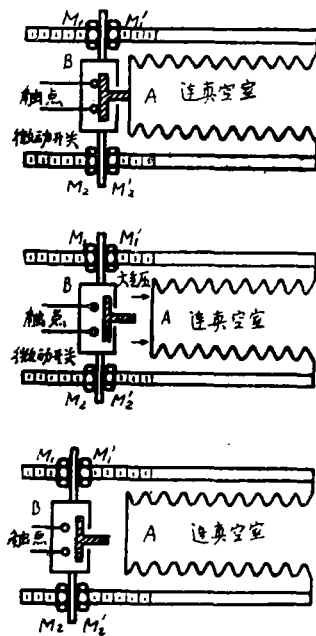 M₁ M₁′
B
A 连真空室
触点
微动开关
M₂ M₂′
M₁ M₁′
B 大气压
触点 A 连真空室
微动开关
M₂ M₂′
M₁ M₁′
B
A 连真空室
触点
M₂ M₂′